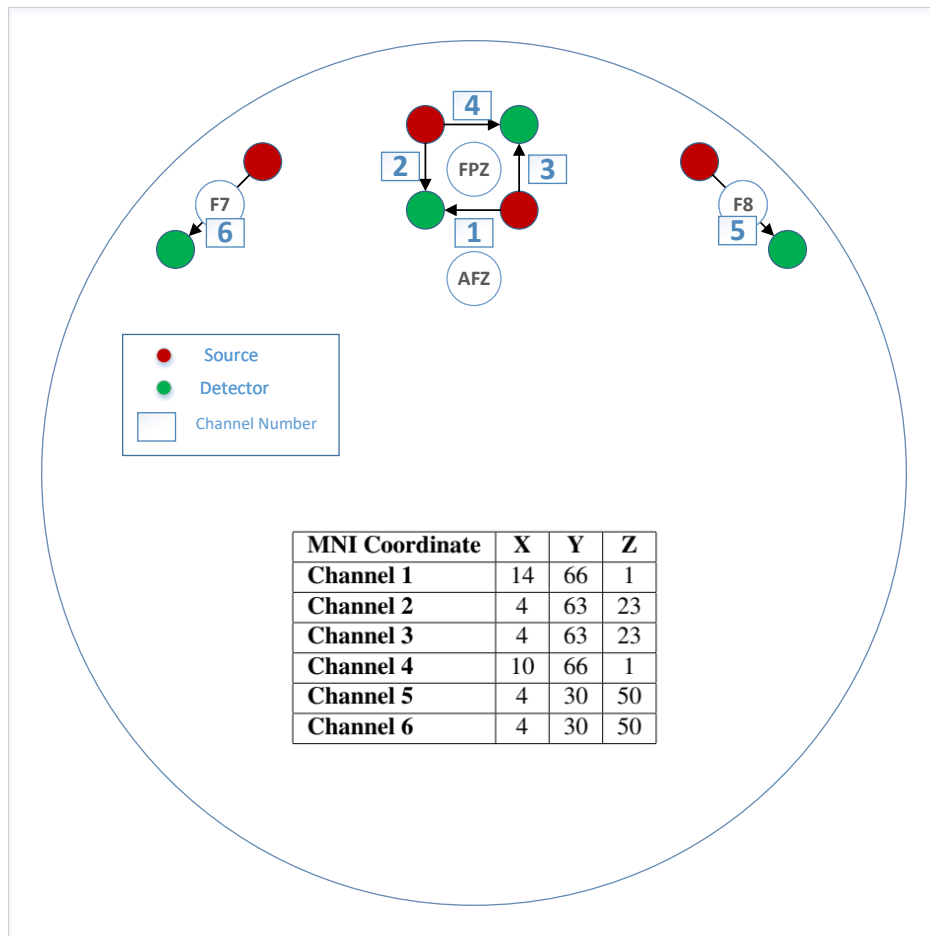 4
2
FPZ
3
F7
F8
6
1
5
AFZ
Source
Detector
Channel Number
MNI Coordinate X Y Z
Channel 1 14 66 1
Channel 2 4 63 23
Channel 3 4 63 23
Channel 4 10 66 1
Channel 5 4 30 50
Channel 6 4 30 50